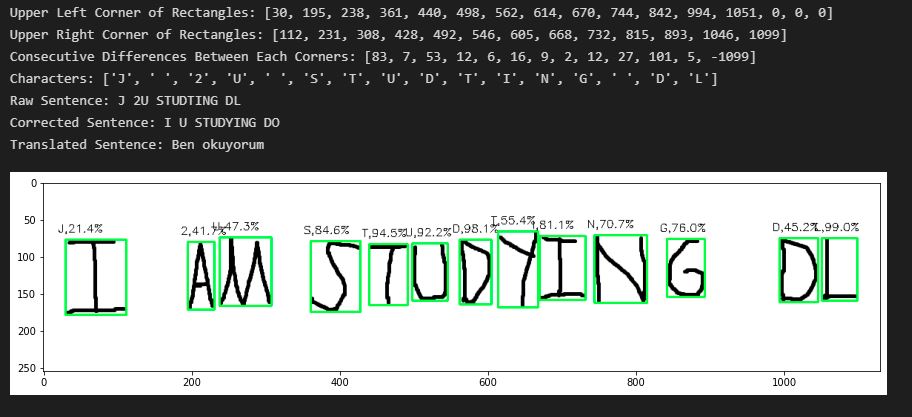 Upper Left Corner of Rectangles: [30, 195, 238, 361, 440, 498, 562, 614, 670, 744, 842, 994, 1051, 0, 0, 0]
Upper Right Corner of Rectangles: [112, 231, 308, 428, 492, 546, 605, 668, 732, 815, 893, 1046, 1099]
Consecutive Differences Between Each Corners: [83, 7, 53, 12, 6, 16, 9, 2, 12, 27, 101, 5, -1099]
Characters: ['J', ' ', '2', 'U', ' ', 'S', 'T', 'U', 'D', 'T', 'I', 'N', 'G', ' ', 'D', 'L']
Raw Sentence: J 2U STUDTING DL
Corrected Sentence: I U STUDYING DO
Translated Sentence: Ben okuyorum
0
50
J,21.4% 2,41.7% U,47.3% S,84.6% T,94.5% U,92.2% D,98.1% T,55.4% I,81.1% N,70.7% G,76.0% D,45.2% L,99.0%
I AM STUDYING DL
100
150
200
250
0 200 400 600 800 1000